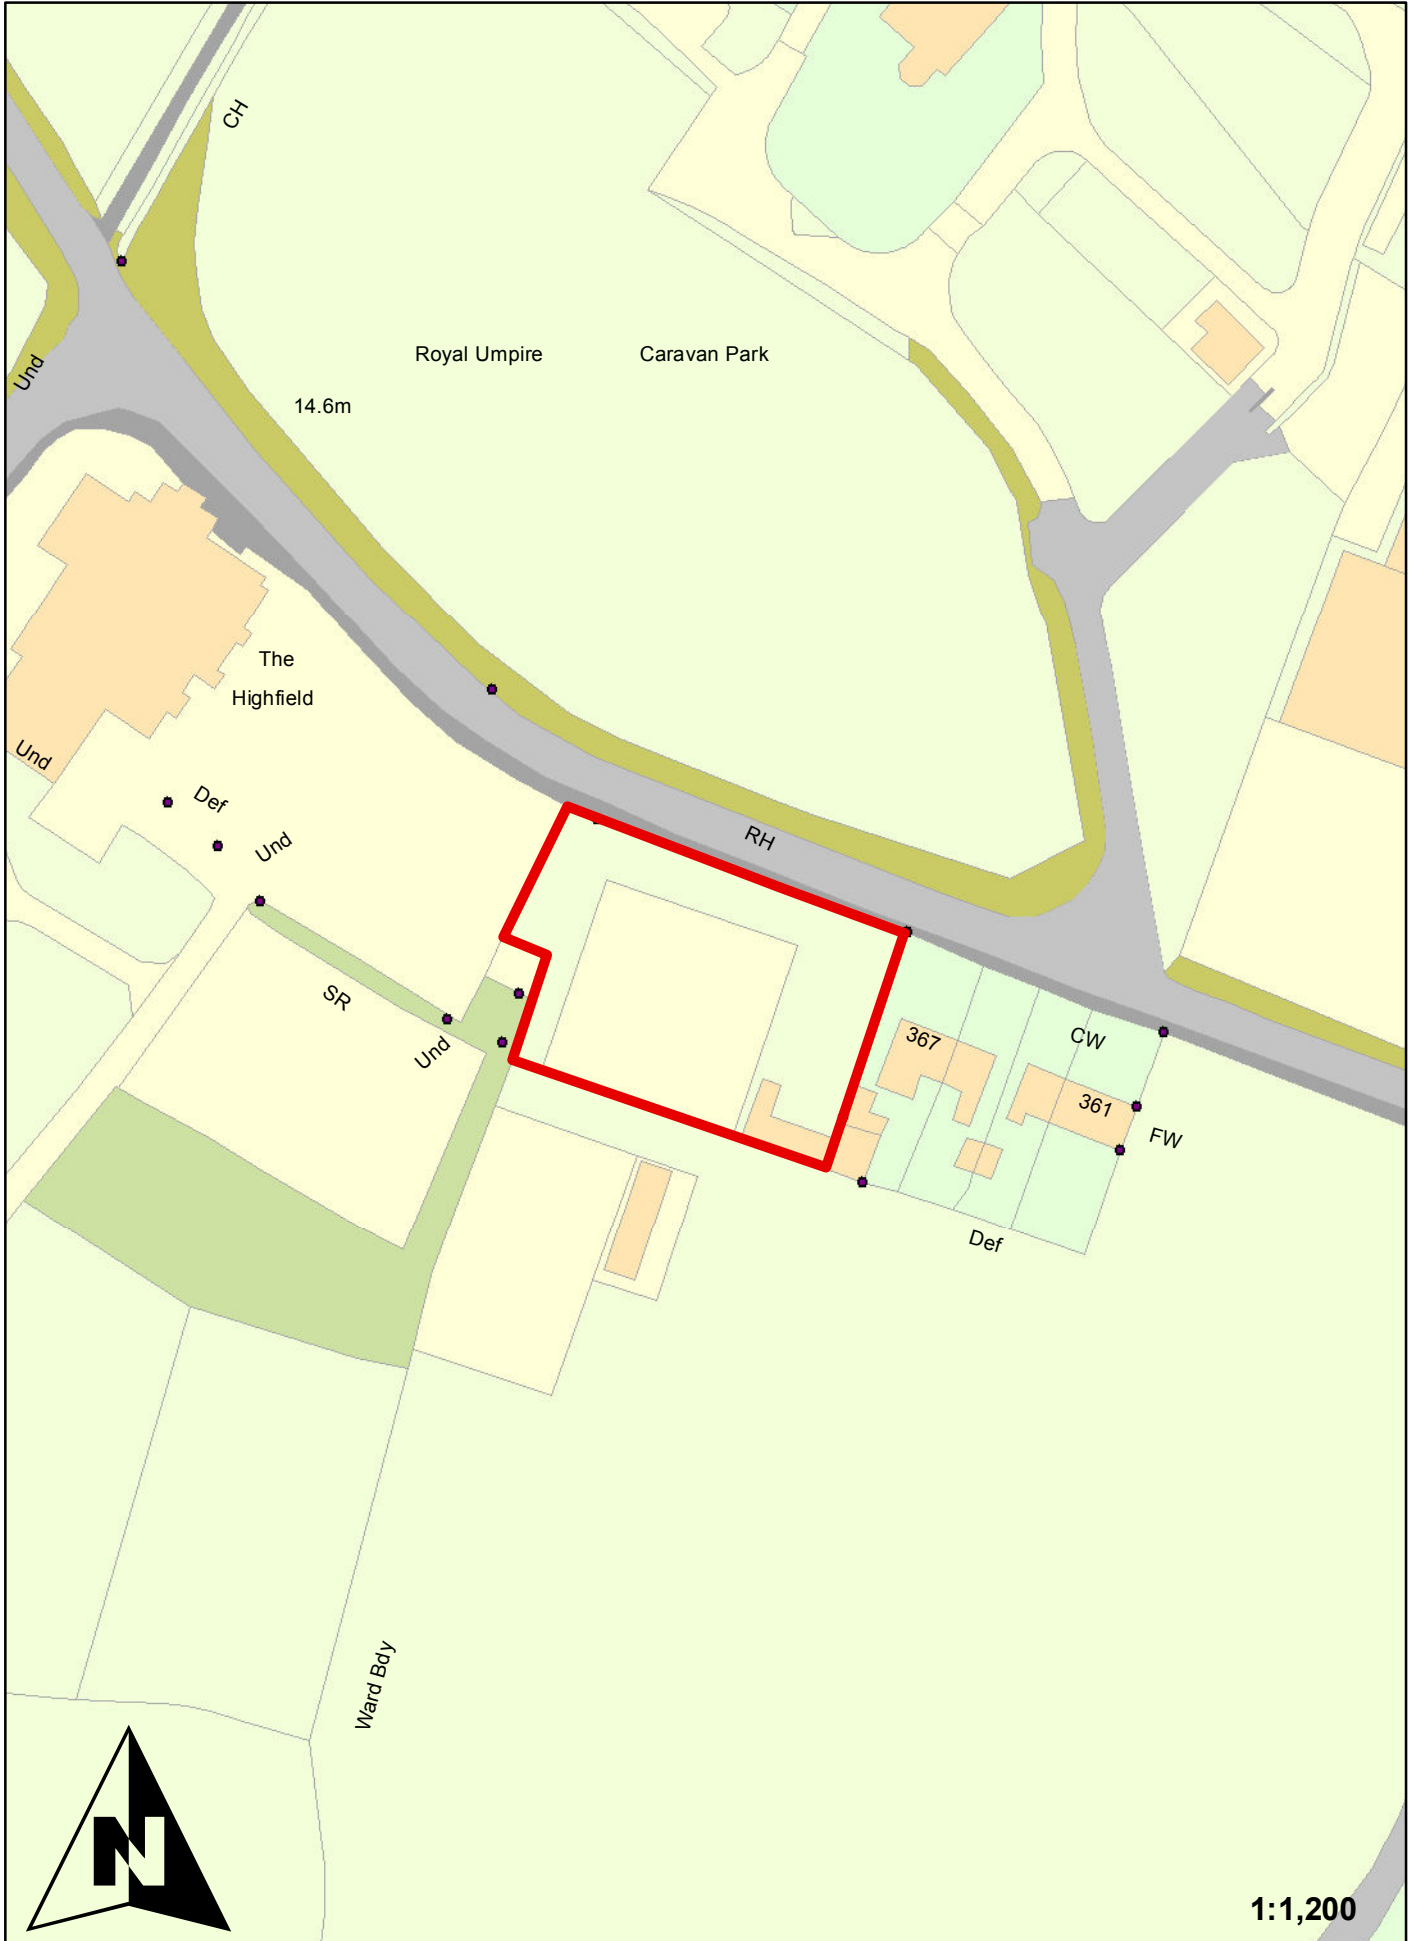 CH
Royal Umpire Caravan Park
Und
14.6m
The
Highfield
Und
Def
Und
RH
SR
Und
367
CW
361
FW
Def
Ward Bdy
N
1:1,200